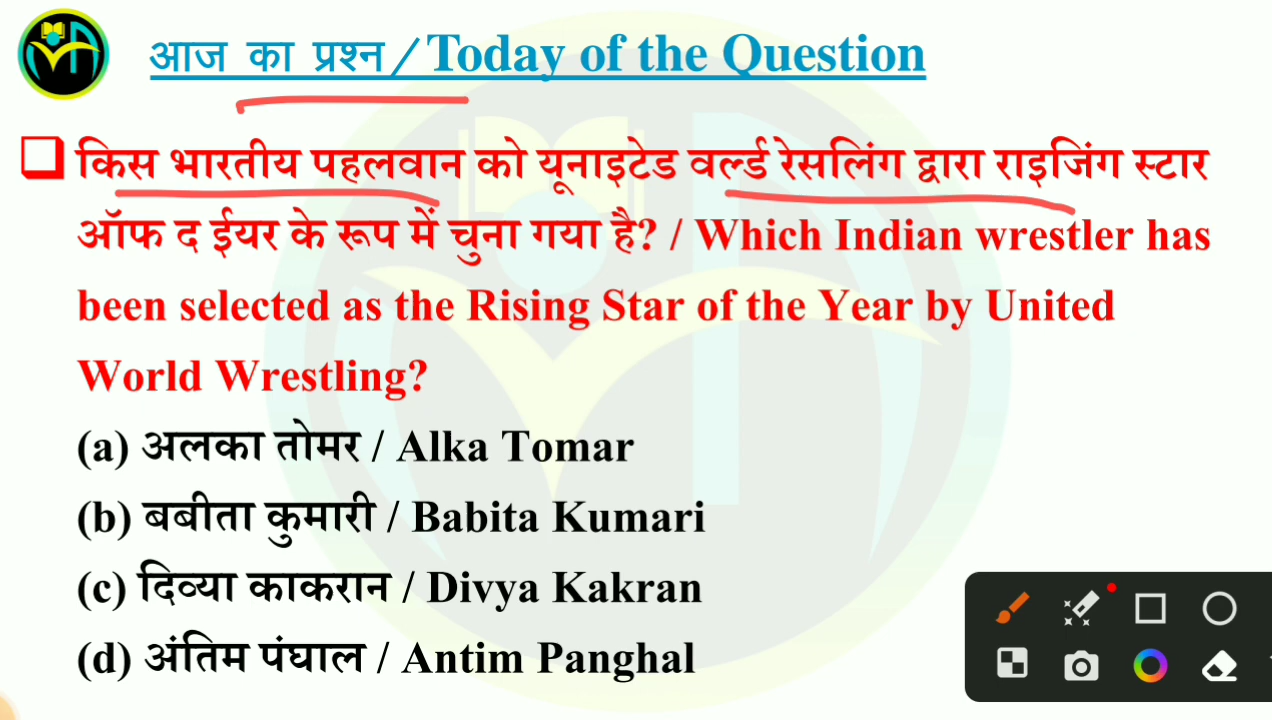 आज का प्रश्न / Today of the Question
किस भारतीय पहलवान को यूनाइटेड वर्ल्ड रेसलिंग द्वारा राइजिंग स्टार
ऑफ द ईयर के रूप में चुना गया है? / Which Indian wrestler has
been selected as the Rising Star of the Year by United
World Wrestling?
(a) अलका तोमर / Alka Tomar
(b) बबीता कुमारी / Babita Kumari
(c) दिव्या काकरान / Divya Kakran
(d) अंतिम पंघाल / Antim Panghal